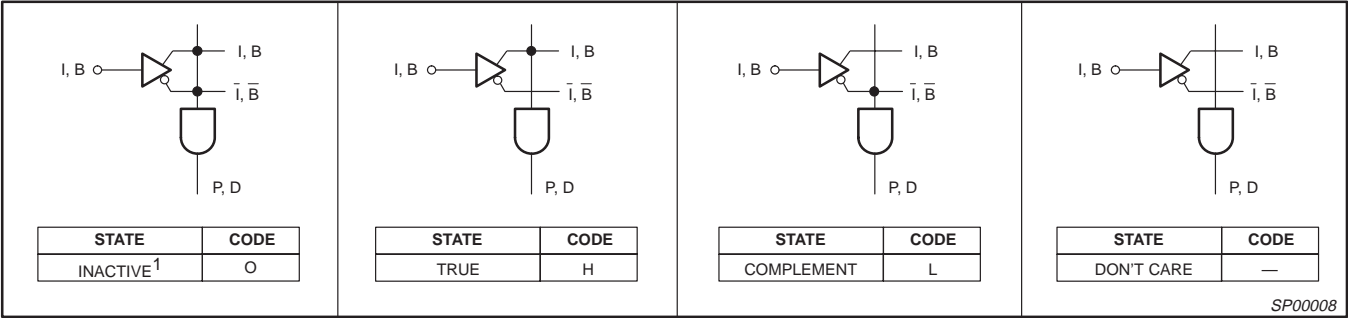 I, B
I, B
I̅, B̅
P, D
STATE CODE
INACTIVE1 O
I, B
I, B
I̅, B̅
P, D
STATE CODE
TRUE H
I, B
I, B
I̅, B̅
P, D
STATE CODE
COMPLEMENT L
I, B
I, B
I̅, B̅
P, D
STATE CODE
DON'T CARE —
SP00008